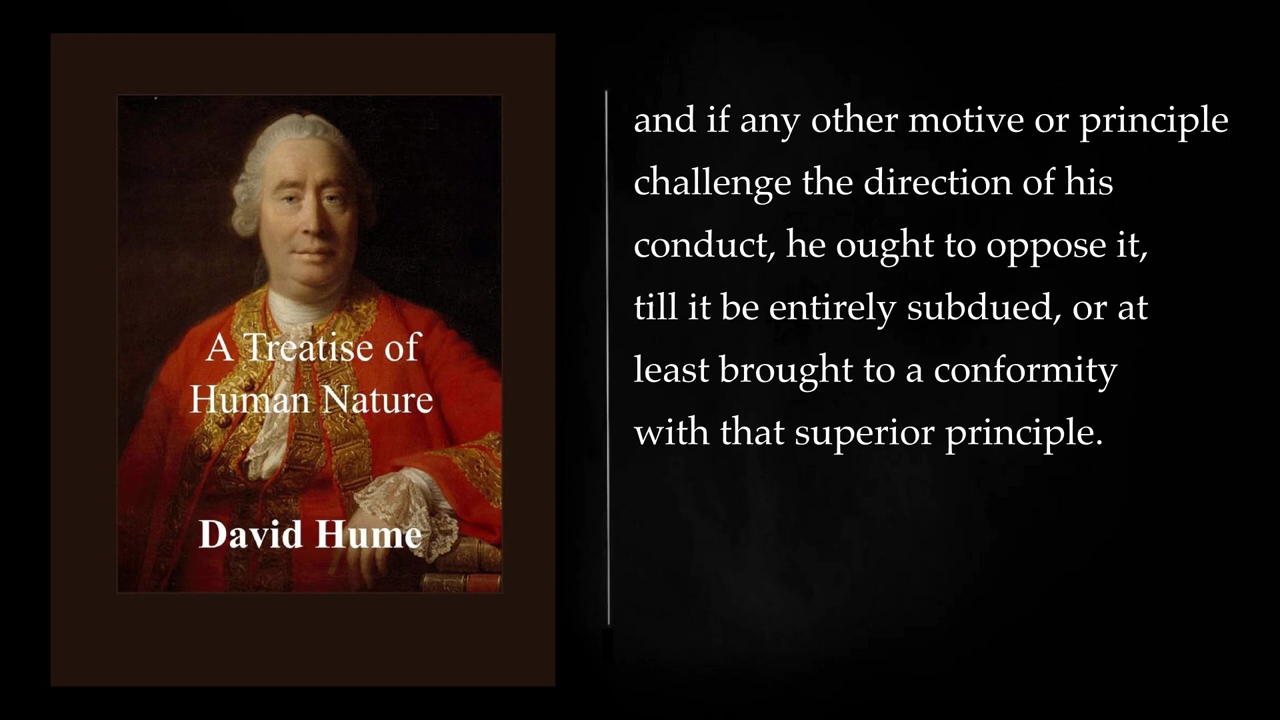 A Treatise of
Human Nature
David Hume
and if any other motive or principle
challenge the direction of his
conduct, he ought to oppose it,
till it be entirely subdued, or at
least brought to a conformity
with that superior principle.